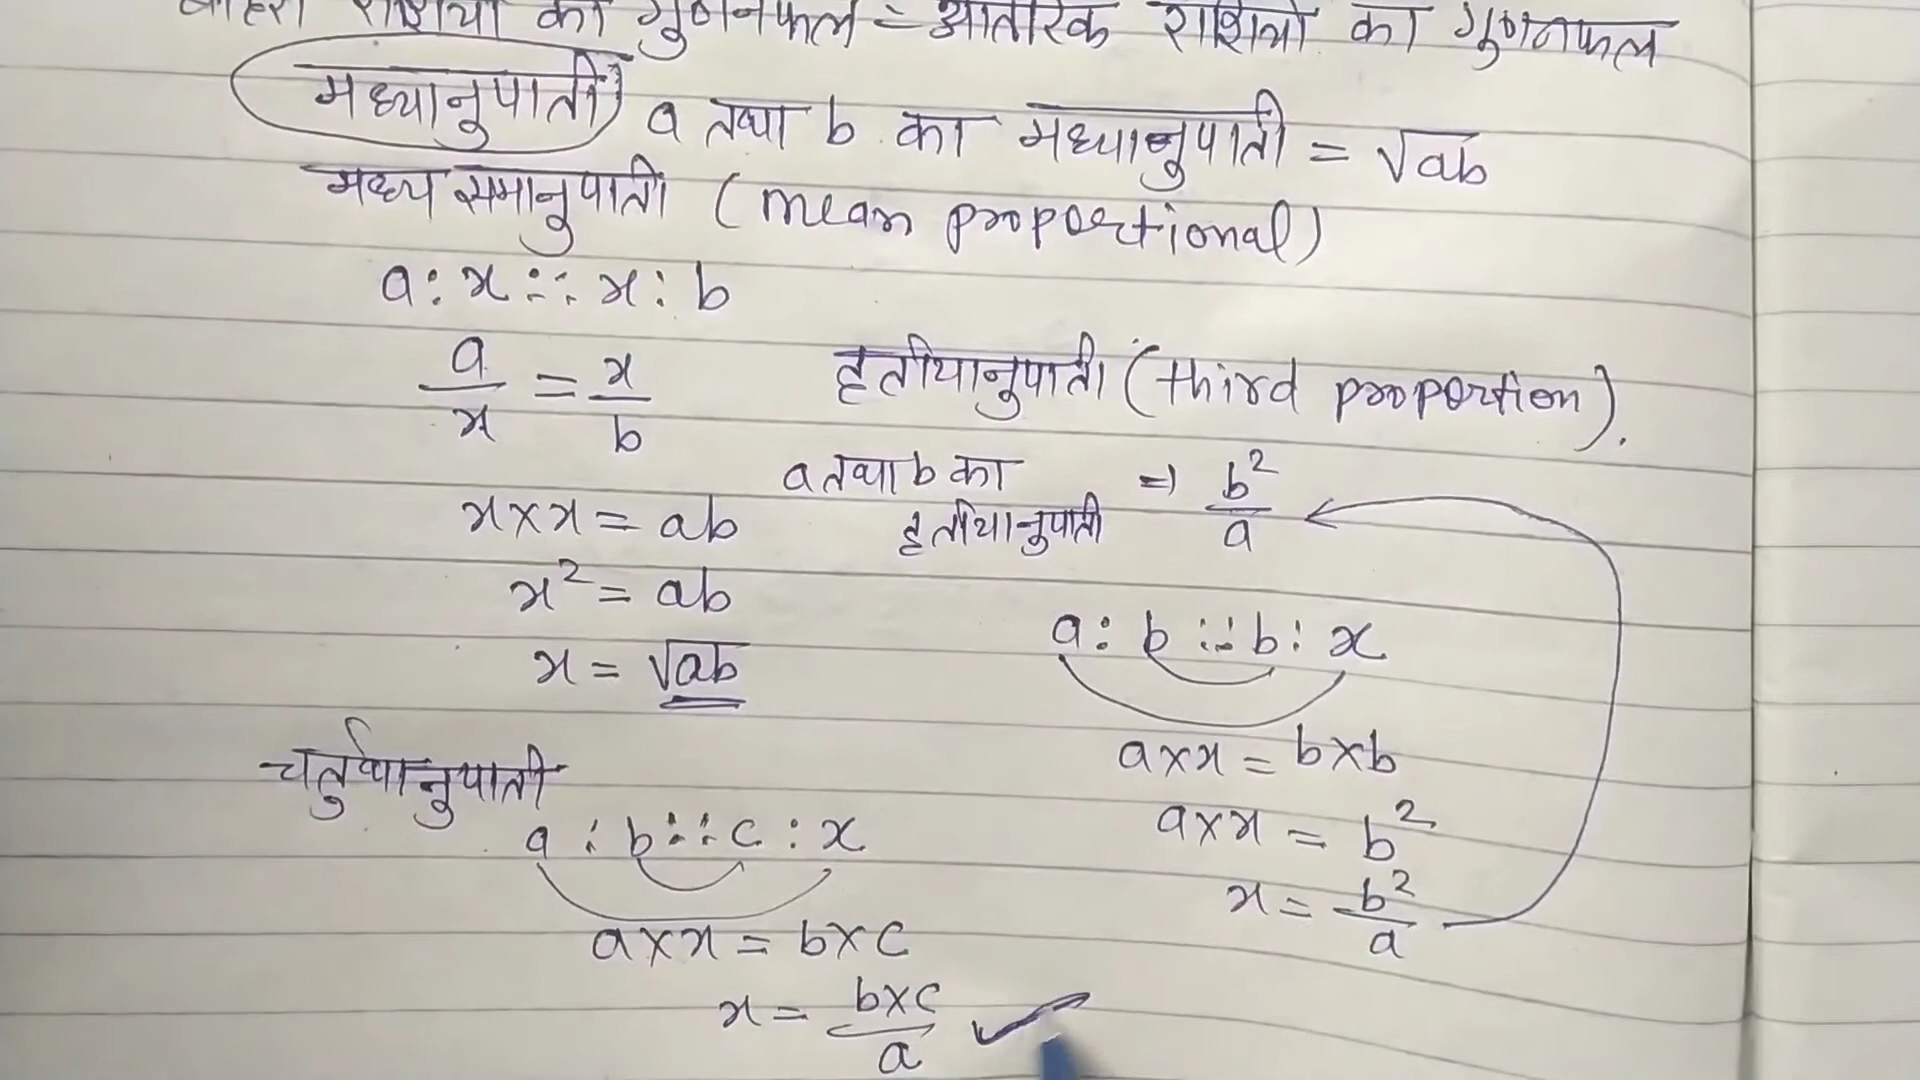 बाहरी राशियों का गुणनफल = आंतरिक राशियों का गुणनफल
मध्यानुपाती a तथा b का मध्यानुपाती = √ab
मध्य समानुपाती (mean proportional)
a : x :: x : b
a/x = x/b
x×x = ab
x² = ab
x = √ab
तृतीयानुपाती (third proportion).
a तथा b का तृतीयानुपाती ⇒ b²/a
a : b :: b : x
a×x = b×b
a×x = b²
x = b²/a
चतुर्थानुपाती
a : b :: c : x
a×x = b×c
x = b×c/a